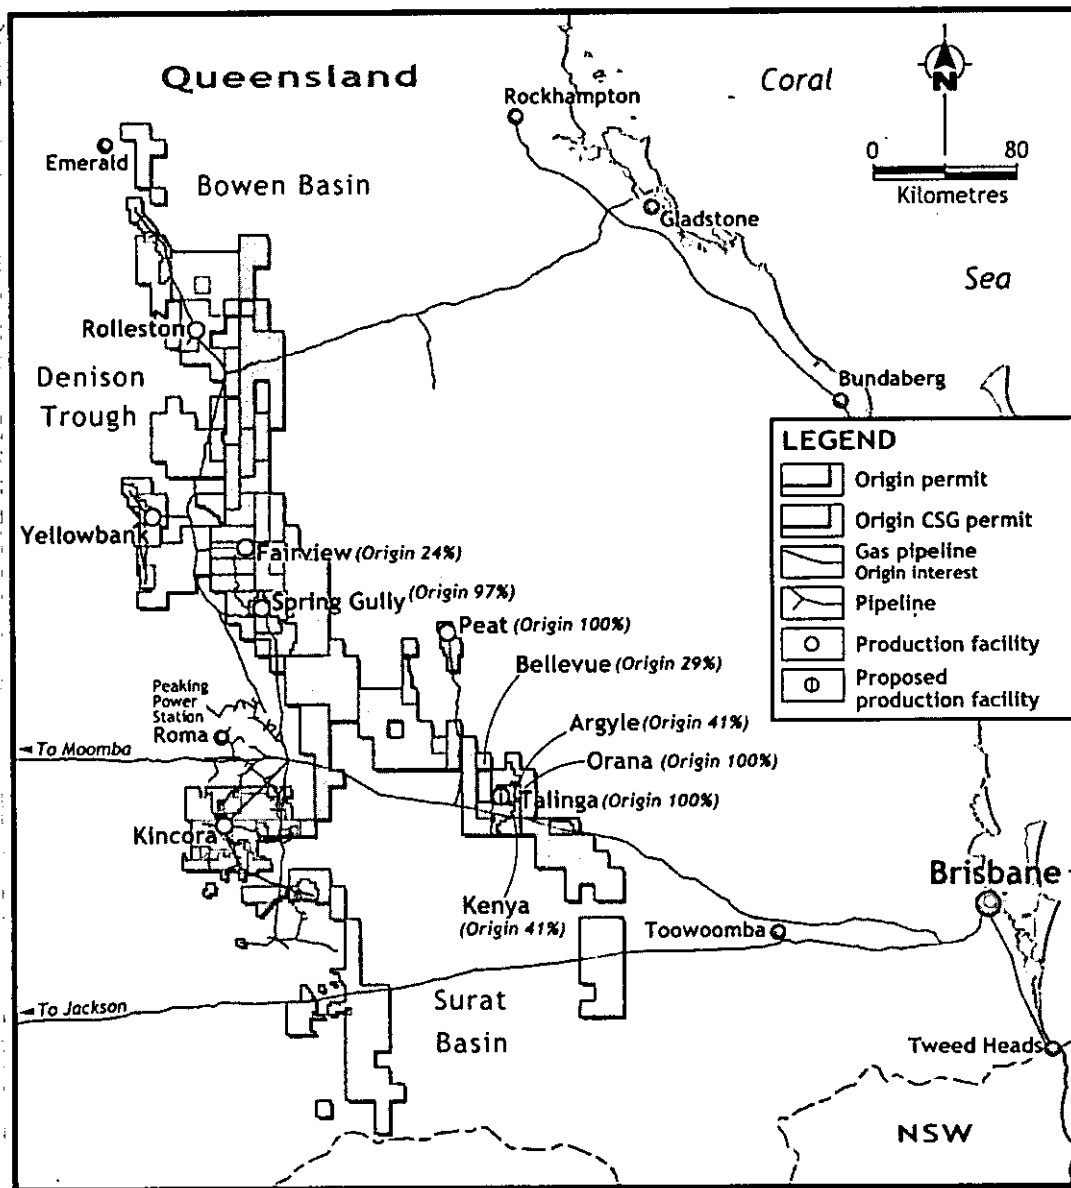 Queensland
Coral
Rockhampton
N
0 80
Kilometres
Emerald
Bowen Basin
Gladstone
Sea
Rolleston
Denison
Trough
Bundaberg
LEGEND
Origin permit
Origin CSG permit
Gas pipeline
Origin interest
Pipeline
Production facility
Proposed
production facility
Yellowbank
Fairview (Origin 24%)
Spring Gully (Origin 97%)
Peat (Origin 100%)
Bellevue (Origin 29%)
Peaking
Power
Station
Roma
Argyle (Origin 41%)
To Moomba
Orana (Origin 100%)
Talinga (Origin 100%)
Kincora
Brisbane
Kenya
(Origin 41%)
Toowoomba
To Jackson
Surat
Basin
Tweed Heads
NSW